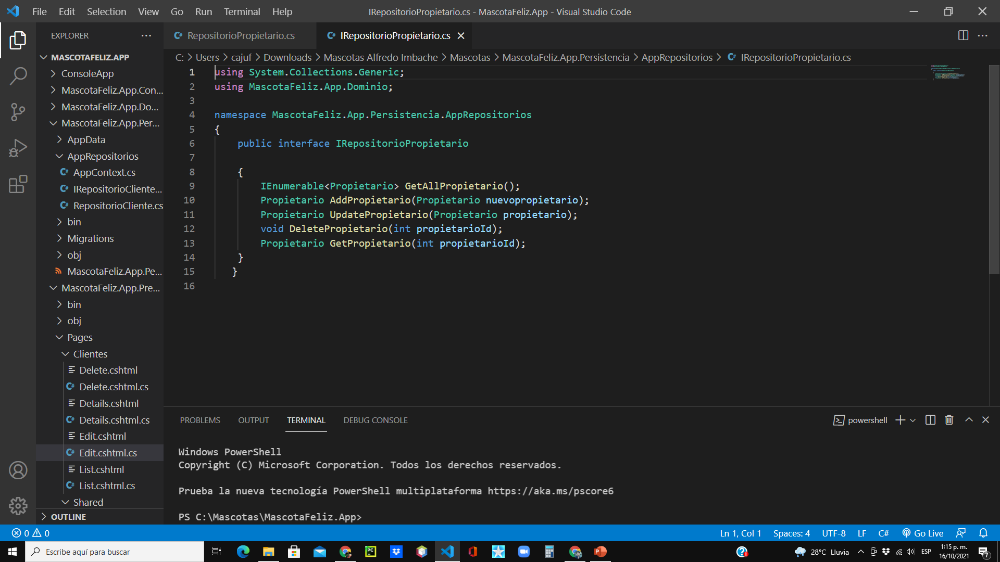 File Edit Selection View Go Run Terminal Help
IRepositorioPropietario.cs - MascotaFeliz.App - Visual Studio Code
EXPLORER
MASCOTAFELIZ.APP
ConsoleApp
MascotaFeliz.App.Con...
MascotaFeliz.App.Do...
MascotaFeliz.App.Per...
AppData
AppRepositorios
AppContext.cs
IRepositorioCliente...
RepositorioCliente.cs
bin
Migrations
obj
MascotaFeliz.App.Pe...
MascotaFeliz.App.Pre...
bin
obj
Pages
Clientes
Delete.cshtml
Delete.cshtml.cs
Details.cshtml
Details.cshtml.cs
Edit.cshtml
Edit.cshtml.cs
List.cshtml
List.cshtml.cs
Shared
OUTLINE
RepositorioPropietario.cs
IRepositorioPropietario.cs
C: > Users > cajuf > Downloads > Mascotas Alfredo Imbache > Mascotas > MascotaFeliz.App.Persistencia > AppRepositorios > IRepositorioPropietario.cs
1 using System.Collections.Generic;
2 using MascotaFeliz.App.Dominio;
3
4 namespace MascotaFeliz.App.Persistencia.AppRepositorios
5 {
6 public interface IRepositorioPropietario
7
8 {
9 IEnumerable<Propietario> GetAllPropietario();
10 Propietario AddPropietario(Propietario nuevopropietario);
11 Propietario UpdatePropietario(Propietario propietario);
12 void DeletePropietario(int propietarioId);
13 Propietario GetPropietario(int propietarioId);
14 }
15 }
16
PROBLEMS OUTPUT TERMINAL DEBUG CONSOLE
powershell
Windows PowerShell
Copyright (C) Microsoft Corporation. Todos los derechos reservados.
Prueba la nueva tecnología PowerShell multiplataforma https://aka.ms/pscore6
PS C:\Mascotas\MascotaFeliz.App>
0 0
Ln 1, Col 1 Spaces: 4 UTF-8 LF C# Go Live
Escribe aquí para buscar
28°C Lluvia
ESP
1:15 p. m.
16/10/2021
7